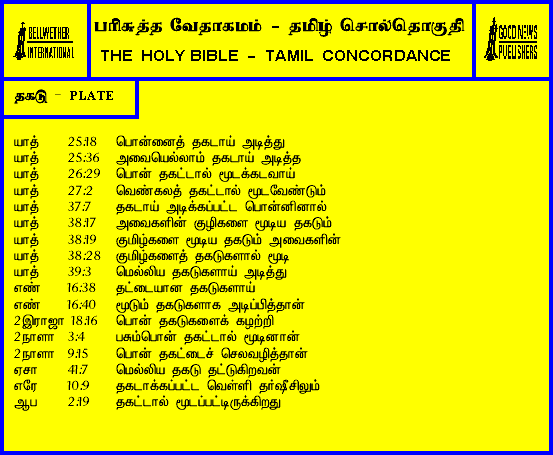 BELLWETHER
INTERNATIONAL
பரிசுத்த வேதாகமம் - தமிழ் சொல்தொகுதி
THE HOLY BIBLE - TAMIL CONCORDANCE
GOOD NEWS
PUBLISHERS
தகடு - PLATE
யாத் 25:18 பொன்னைத் தகடாய் அடித்து
யாத் 25:36 அவையெல்லாம் தகடாய் அடித்த
யாத் 26:29 பொன் தகட்டால் மூடக்கடவாய்
யாத் 27:2 வெண்கலத் தகட்டால் மூடவேண்டும்
யாத் 37:7 தகடாய் அடிக்கப்பட்ட பொன்னினால்
யாத் 38:17 அவைகளின் குழிகளை மூடிய தகடும்
யாத் 38:19 குமிழ்களை மூடிய தகடும் அவைகளின்
யாத் 38:28 குமிழ்களைத் தகடுகளால் மூடி
யாத் 39:3 மெல்லிய தகடுகளாய் அடித்து
எண் 16:38 தட்டையான தகடுகளாய்
எண் 16:40 மூடும் தகடுகளாக அடிப்பித்தான்
2இராஜா 18:16 பொன் தகடுகளைக் கழற்றி
2நாளா 3:4 பசும்பொன் தகட்டால் மூடினான்
2நாளா 9:15 பொன் தகட்டைச் செலவழித்தான்
ஏசா 41:7 மெல்லிய தகடு தட்டுகிறவன்
எரே 10:9 தகடாக்கப்பட்ட வெள்ளி தர்ஷீசிலும்
ஆப 2:19 தகட்டால் மூடப்பட்டிருக்கிறது